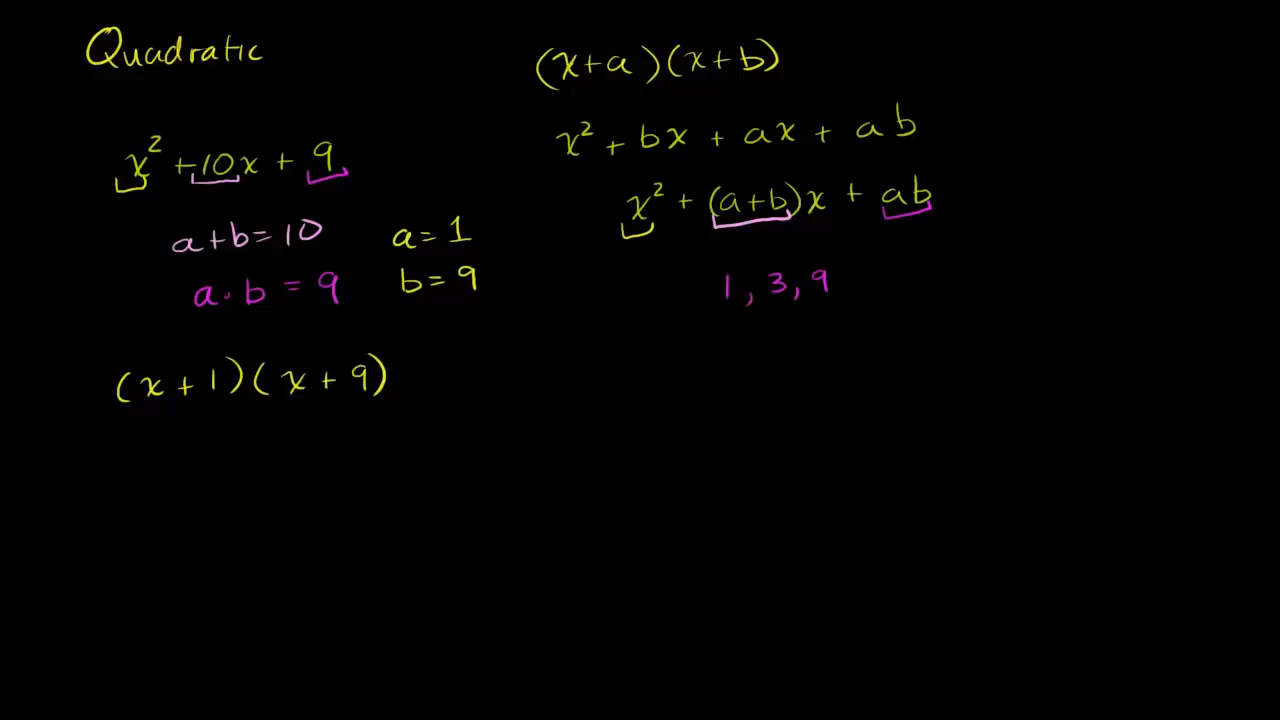 Quadratic
x² + 10x + 9
a+b = 10
a · b = 9
a = 1
b = 9
(x + 1)(x + 9)
(x+a)(x+b)
x² + bx + ax + ab
x² + (a+b)x + ab
1, 3, 9